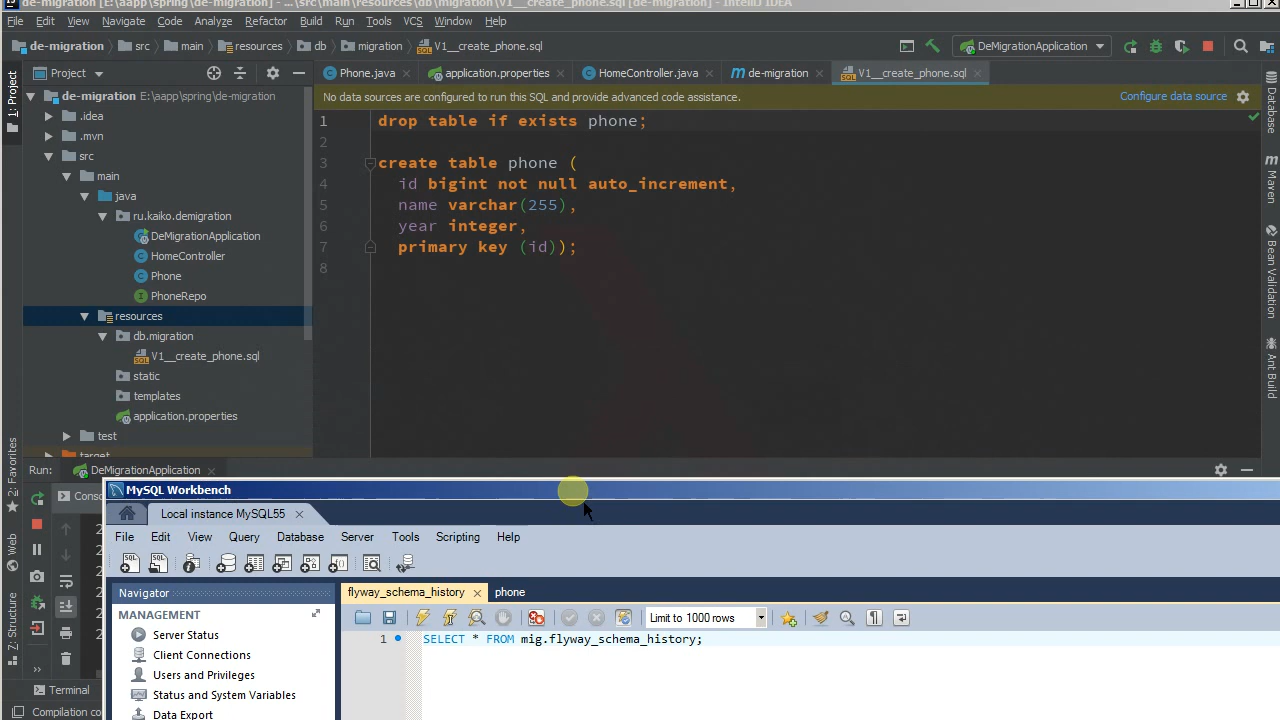 de-migration [E:\aapp\spring\de-migration] - ...\src\main\resources\db\migration\V1__create_phone.sql [de-migration] - IntelliJ IDEA
File Edit View Navigate Code Analyze Refactor Build Run Tools VCS Window Help
de-migration src main resources db migration V1__create_phone.sql DeMigrationApplication
1: Project
Project
Phone.java application.properties HomeController.java m de-migration V1__create_phone.sql
No data sources are configured to run this SQL and provide advanced code assistance. Configure data source
de-migration E:\aapp\spring\de-migration
.idea
.mvn
src
main
java
ru.kaiko.demigration
DeMigrationApplication
HomeController
Phone
PhoneRepo
resources
db.migration
V1__create_phone.sql
static
templates
application.properties
test
target
1 drop table if exists phone;
2
3 create table phone (
4 id bigint not null auto_increment,
5 name varchar(255),
6 year integer,
7 primary key (id));
8
Database
Maven
Bean Validation
Ant Build
2: Favorites
Web
Z: Structure
Run: DeMigrationApplication
Conso
Terminal
Compilation co
MySQL Workbench
Local instance MySQL55
File Edit View Query Database Server Tools Scripting Help
Navigator
MANAGEMENT
Server Status
Client Connections
Users and Privileges
Status and System Variables
Data Export
flyway_schema_history phone
Limit to 1000 rows
1 SELECT * FROM mig.flyway_schema_history;